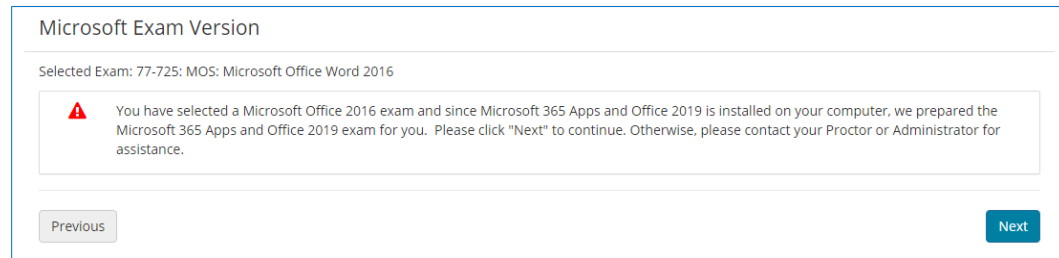 Microsoft Exam Version
Selected Exam: 77-725: MOS: Microsoft Office Word 2016
You have selected a Microsoft Office 2016 exam and since Microsoft 365 Apps and Office 2019 is installed on your computer, we prepared the
Microsoft 365 Apps and Office 2019 exam for you.  Please click "Next" to continue. Otherwise, please contact your Proctor or Administrator for
assistance.
Previous
Next